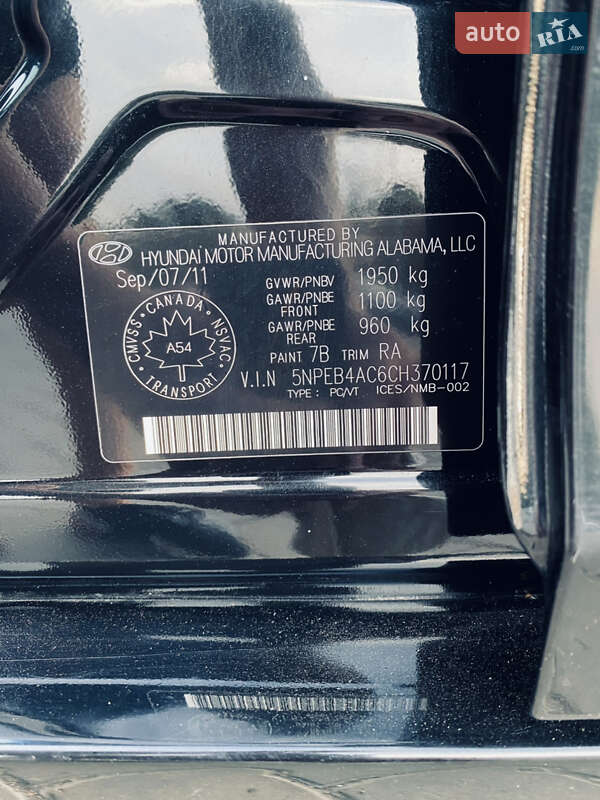 auto RIA.com
MANUFACTURED BY
HYUNDAI MOTOR MANUFACTURING ALABAMA, LLC
Sep/07/11
GVWR/PNBV 1950 kg
GAWR/PNBE FRONT 1100 kg
GAWR/PNBE REAR 960 kg
PAINT 7B TRIM RA
V.I.N 5NPEB4AC6CH370117
TYPE : PC/VT ICES/NMB-002
CMVSS • CANADA • NSVAC
A54
TRANSPORT